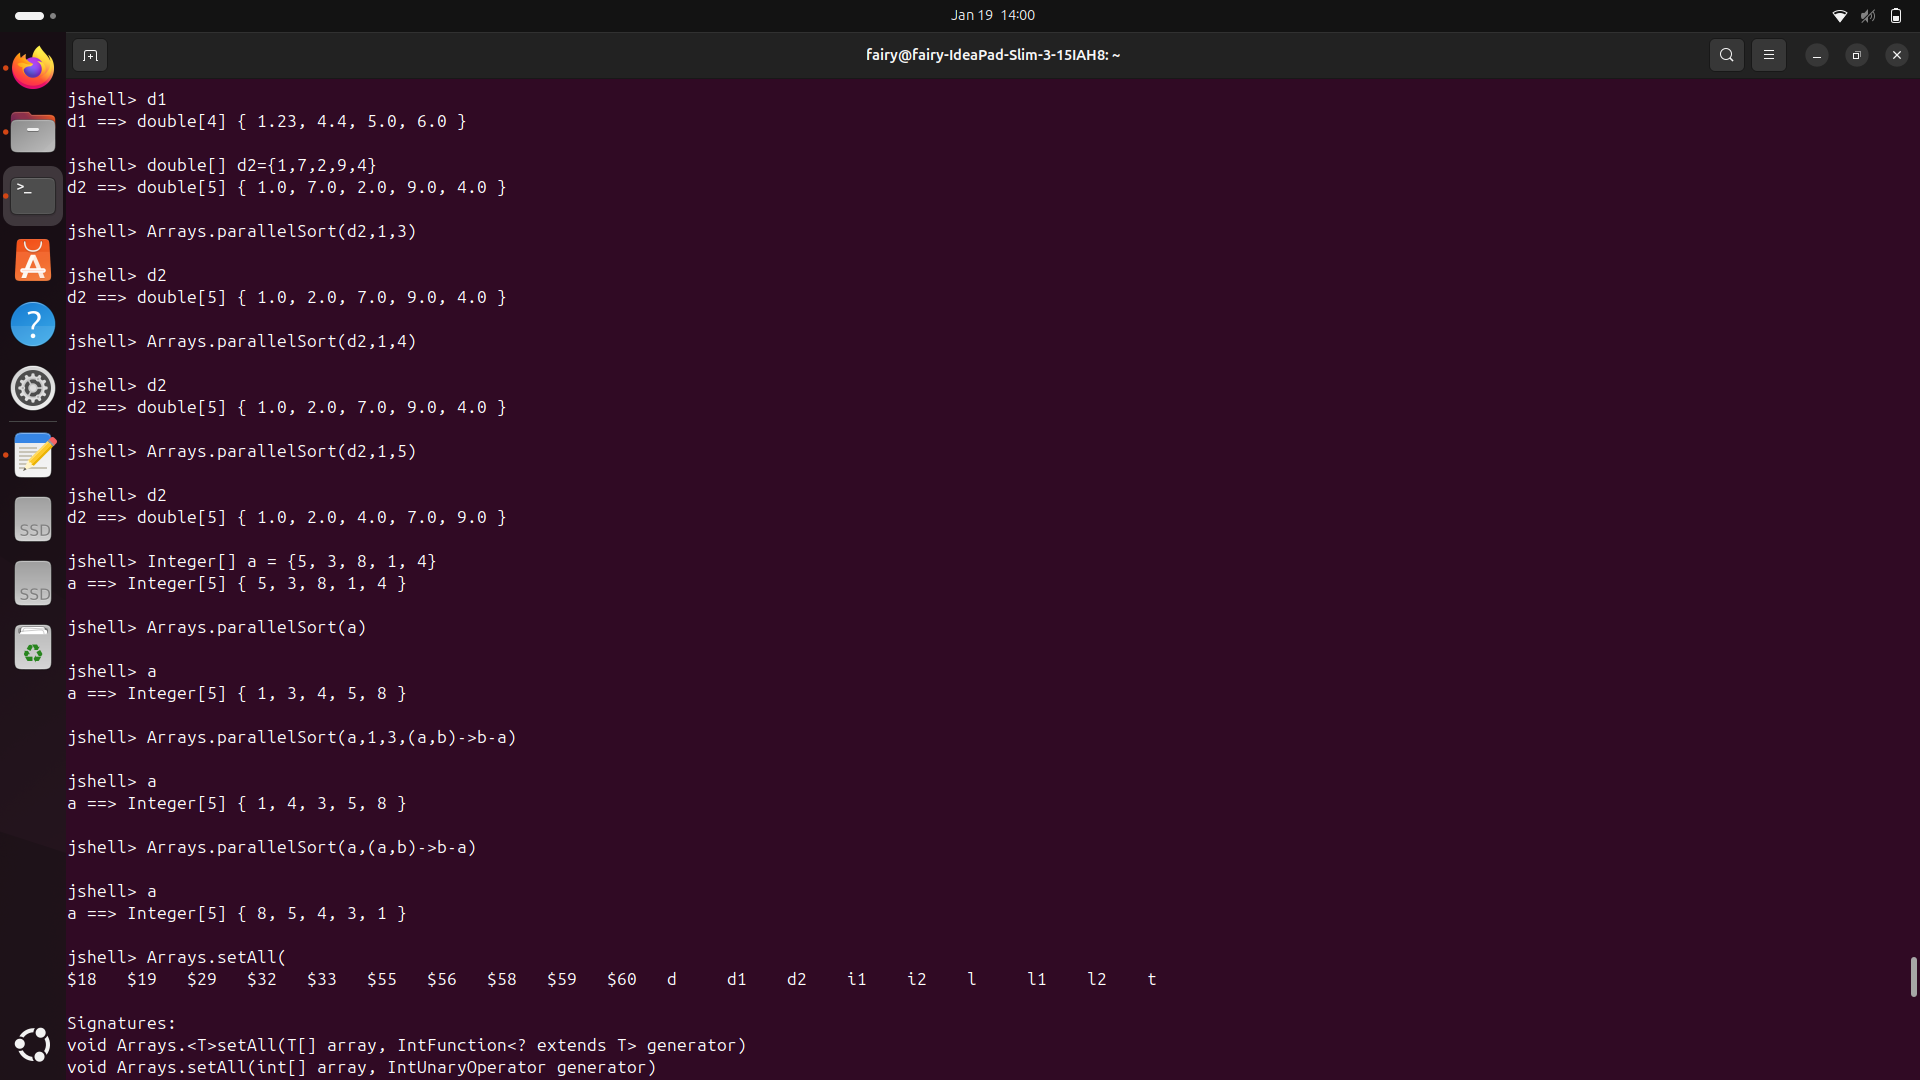 Jan 19 14:00
fairy@fairy-IdeaPad-Slim-3-15IAH8: ~
jshell> d1
d1 ==> double[4] { 1.23, 4.4, 5.0, 6.0 }
jshell> double[] d2={1,7,2,9,4}
d2 ==> double[5] { 1.0, 7.0, 2.0, 9.0, 4.0 }
jshell> Arrays.parallelSort(d2,1,3)
jshell> d2
d2 ==> double[5] { 1.0, 2.0, 7.0, 9.0, 4.0 }
jshell> Arrays.parallelSort(d2,1,4)
jshell> d2
d2 ==> double[5] { 1.0, 2.0, 7.0, 9.0, 4.0 }
jshell> Arrays.parallelSort(d2,1,5)
jshell> d2
d2 ==> double[5] { 1.0, 2.0, 4.0, 7.0, 9.0 }
jshell> Integer[] a = {5, 3, 8, 1, 4}
a ==> Integer[5] { 5, 3, 8, 1, 4 }
jshell> Arrays.parallelSort(a)
jshell> a
a ==> Integer[5] { 1, 3, 4, 5, 8 }
jshell> Arrays.parallelSort(a,1,3,(a,b)->b-a)
jshell> a
a ==> Integer[5] { 1, 4, 3, 5, 8 }
jshell> Arrays.parallelSort(a,(a,b)->b-a)
jshell> a
a ==> Integer[5] { 8, 5, 4, 3, 1 }
jshell> Arrays.setAll(
$18 $19 $29 $32 $33 $55 $56 $58 $59 $60 d d1 d2 i1 i2 l l1 l2 t
Signatures:
void Arrays.<T>setAll(T[] array, IntFunction<? extends T> generator)
void Arrays.setAll(int[] array, IntUnaryOperator generator)
>_
A
?
SSD
SSD